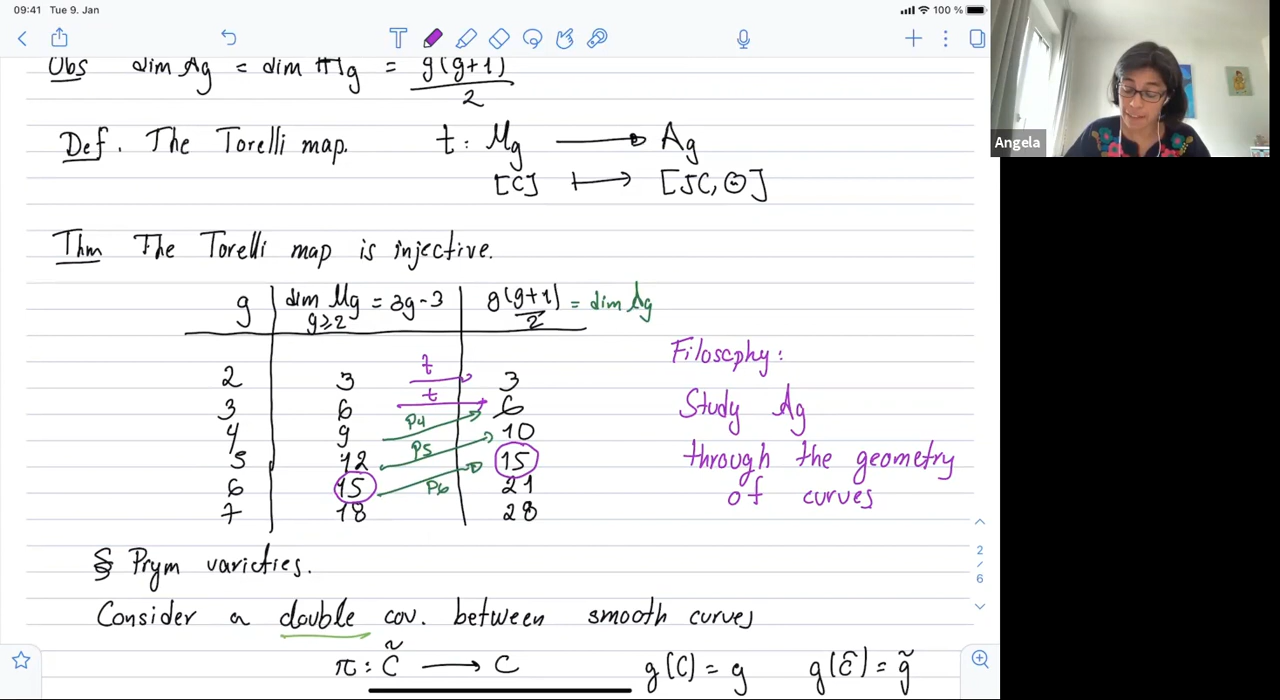 09:41 Tue 9. Jan
100 %
Obs dim Ag = dim Hg = g(g+1)/2
Def. The Torelli map. t: Mg → Ag
[C] ↦ [JC, Θ]
Thm The Torelli map is injective.
g | dim Mg = 3g-3 | g(g+1)/2 = dim Ag
g≥2
Filosophy:
t
2 3 3
t
3 6 6
Study Ag
P4
4 9 10
P5
5 12 15
through the geometry
P6
6 15 21
of curves
7 18 28
§ Prym varieties.
Consider a double cov. between smooth curves
π: C̃ → C g(C) = g g(C̃) = g̃
2
/
6
Angela